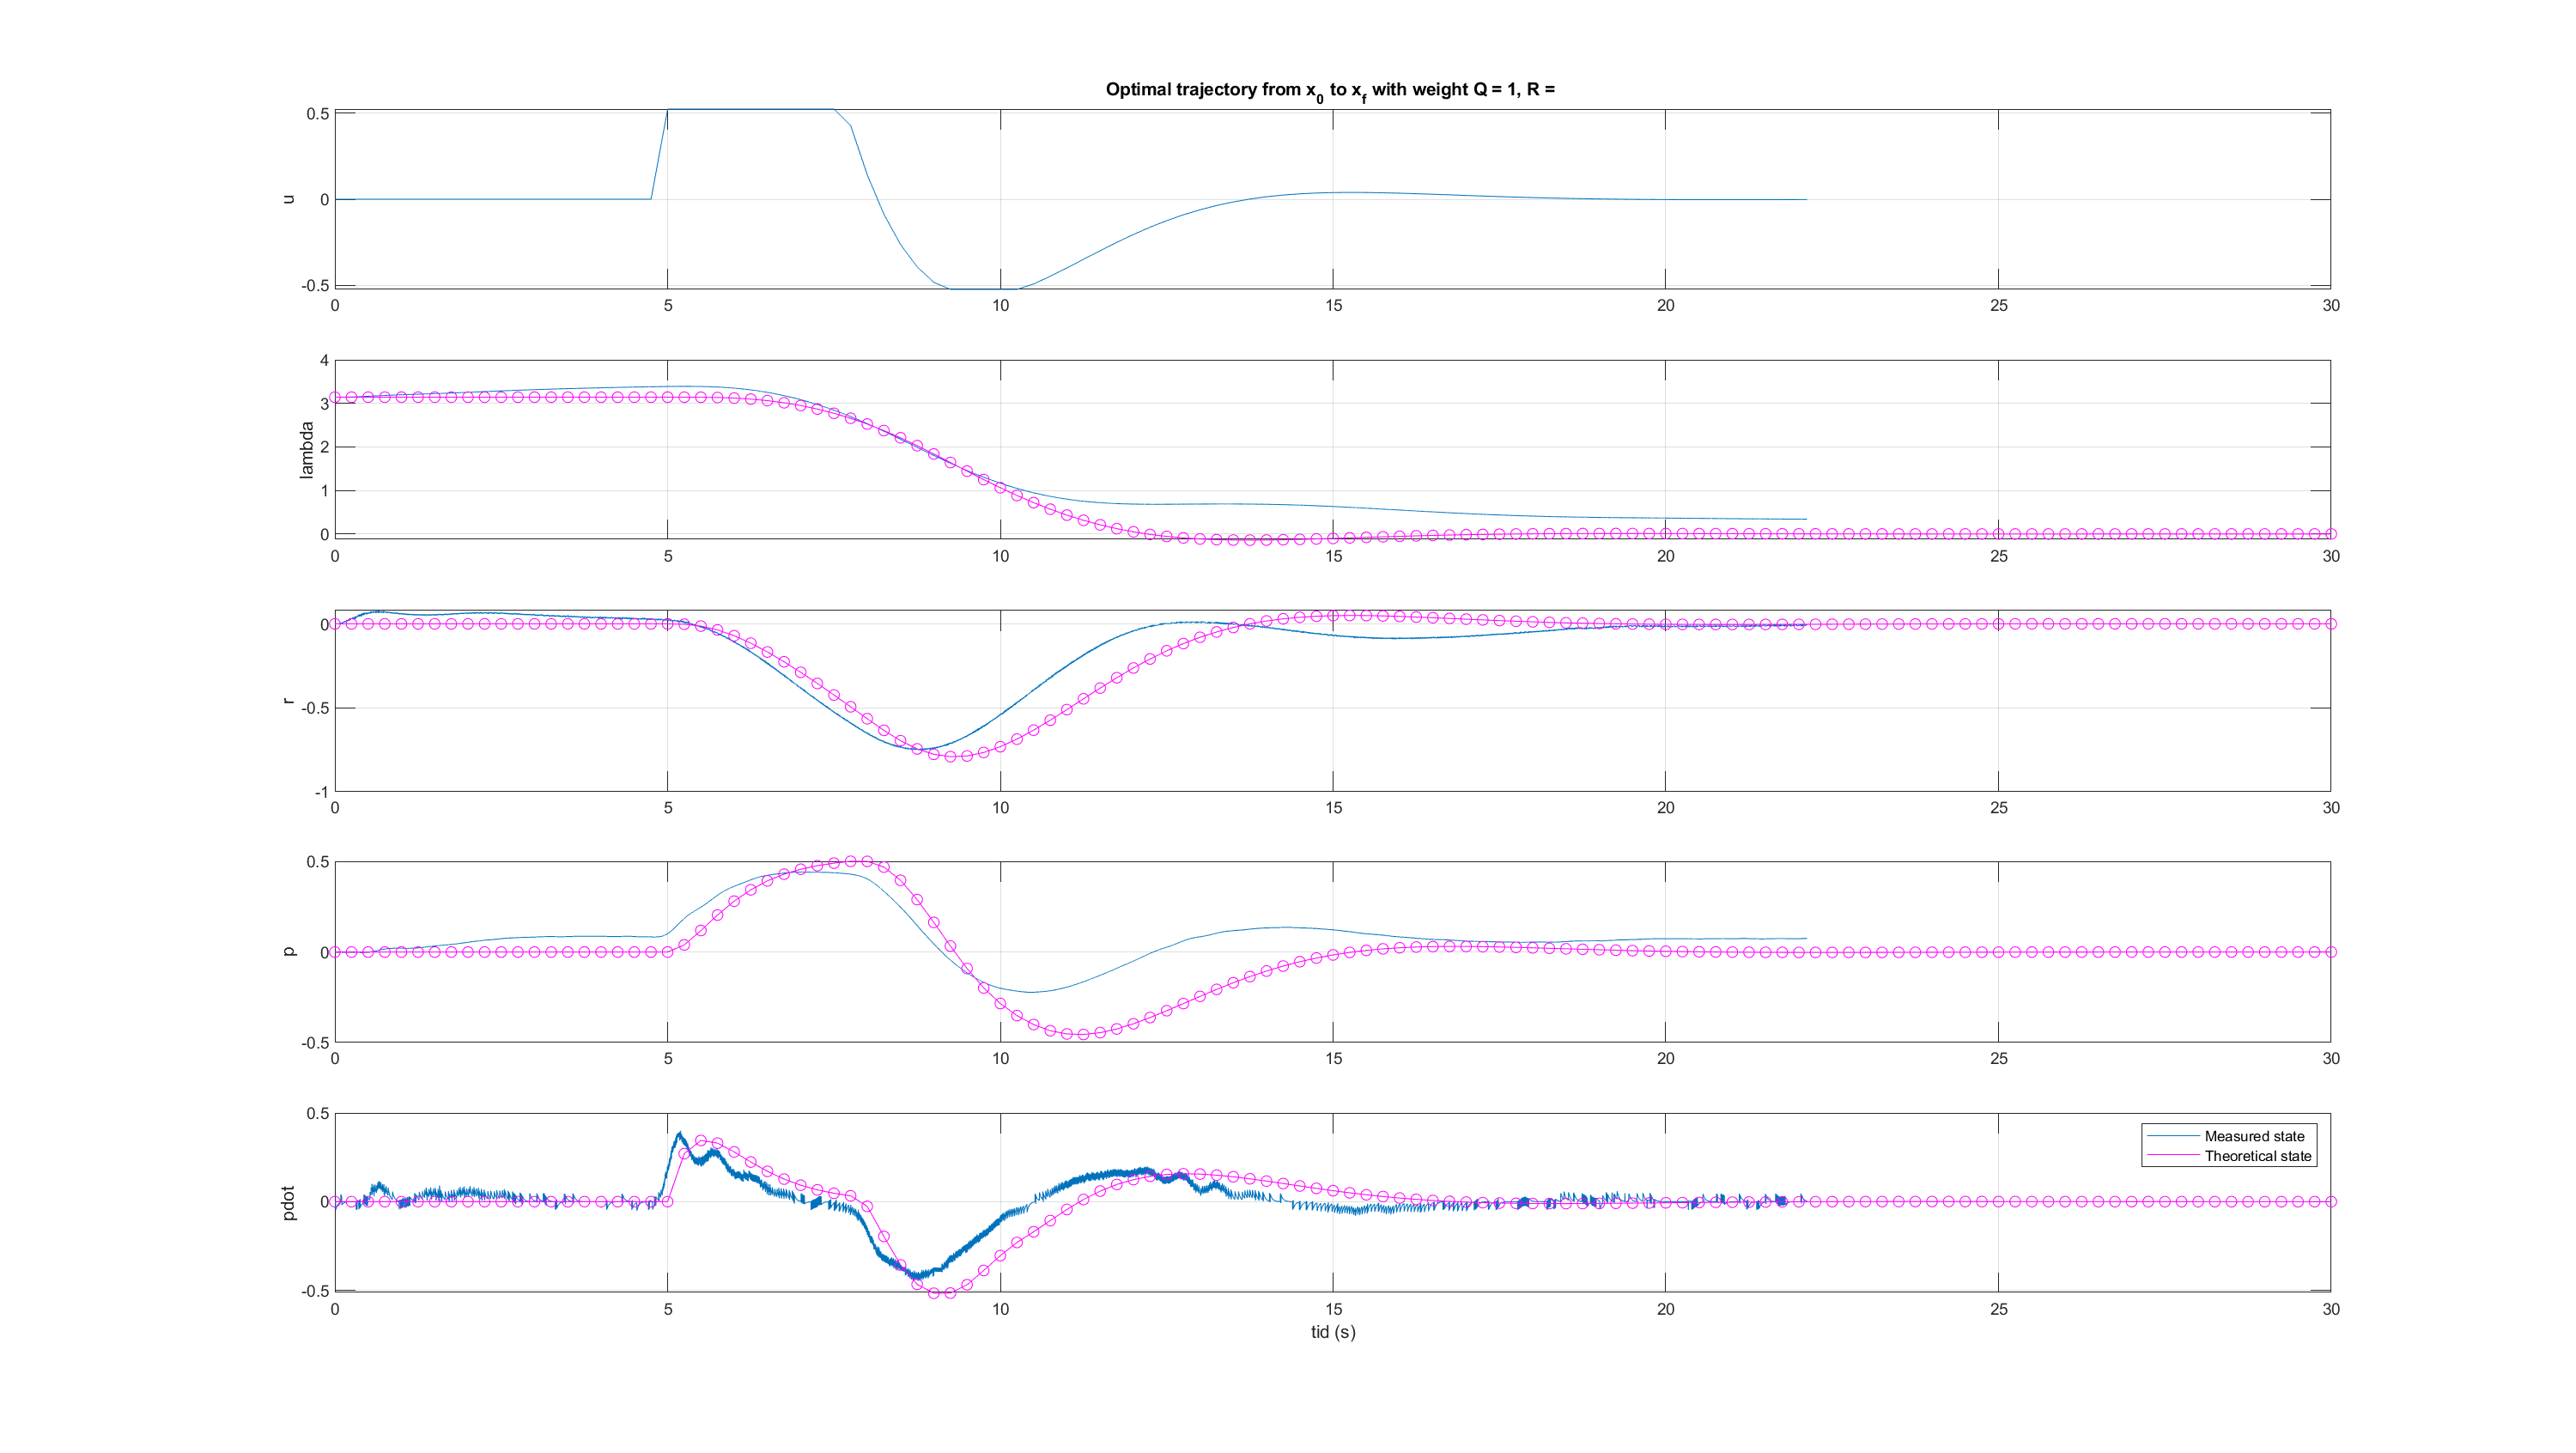 Optimal trajectory from x0 to xf with weight Q = 1, R =
0.5
0
-0.5
u
0 5 10 15 20 25 30
4
3
2
1
0
lambda
0 5 10 15 20 25 30
0
-0.5
-1
r
0 5 10 15 20 25 30
0.5
0
-0.5
p
0 5 10 15 20 25 30
0.5
0
-0.5
pdot
Measured state
Theoretical state
0 5 10 15 20 25 30
tid (s)